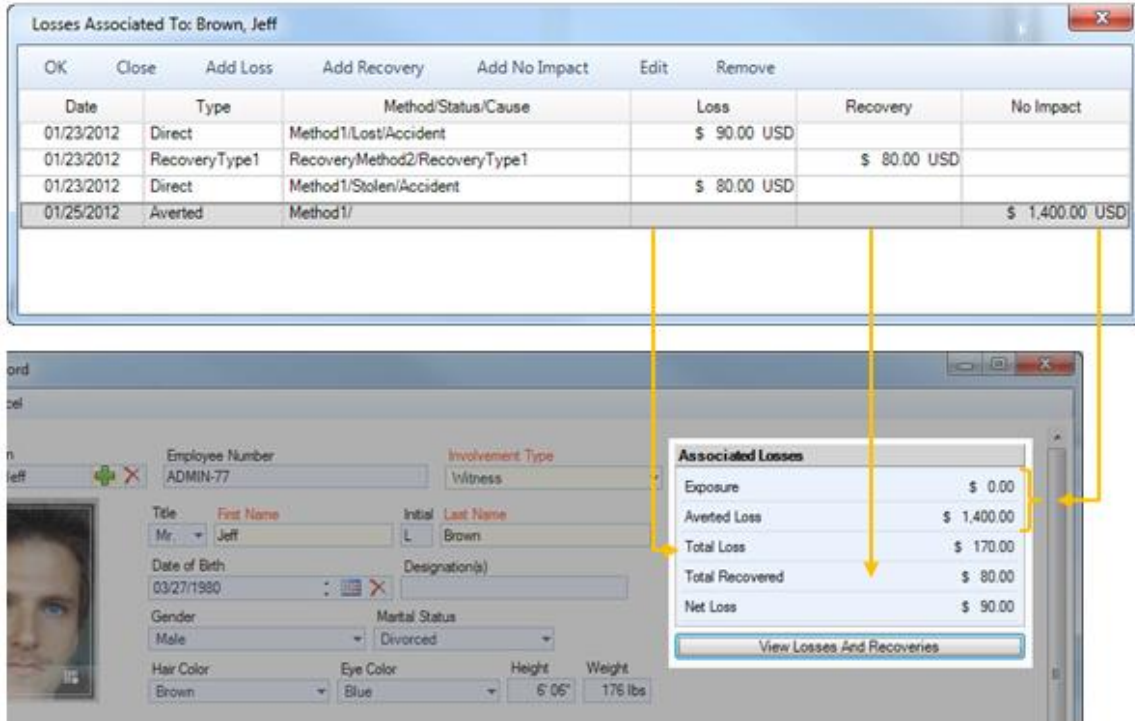 Losses Associated To: Brown, Jeff
OK Close Add Loss Add Recovery Add No Impact Edit Remove
Date Type Method/Status/Cause Loss Recovery No Impact
01/23/2012 Direct Method1/Lost/Accident $ 90.00 USD
01/23/2012 RecoveryType1 RecoveryMethod2/RecoveryType1 $ 80.00 USD
01/23/2012 Direct Method1/Stolen/Accident $ 80.00 USD
01/25/2012 Averted Method1/ $ 1,400.00 USD
ord
cel
n Employee Number Involvement Type
Jeff ADMIN-77 Witness
Title First Name Initial Last Name
Mr. Jeff L Brown
Date of Birth Designation(s)
03/27/1980
Gender Marital Status
Male Divorced
Hair Color Eye Color Height Weight
Brown Blue 6' 06" 176 lbs
Associated Losses
Exposure $ 0.00
Averted Loss $ 1,400.00
Total Loss $ 170.00
Total Recovered $ 80.00
Net Loss $ 90.00
View Losses And Recoveries